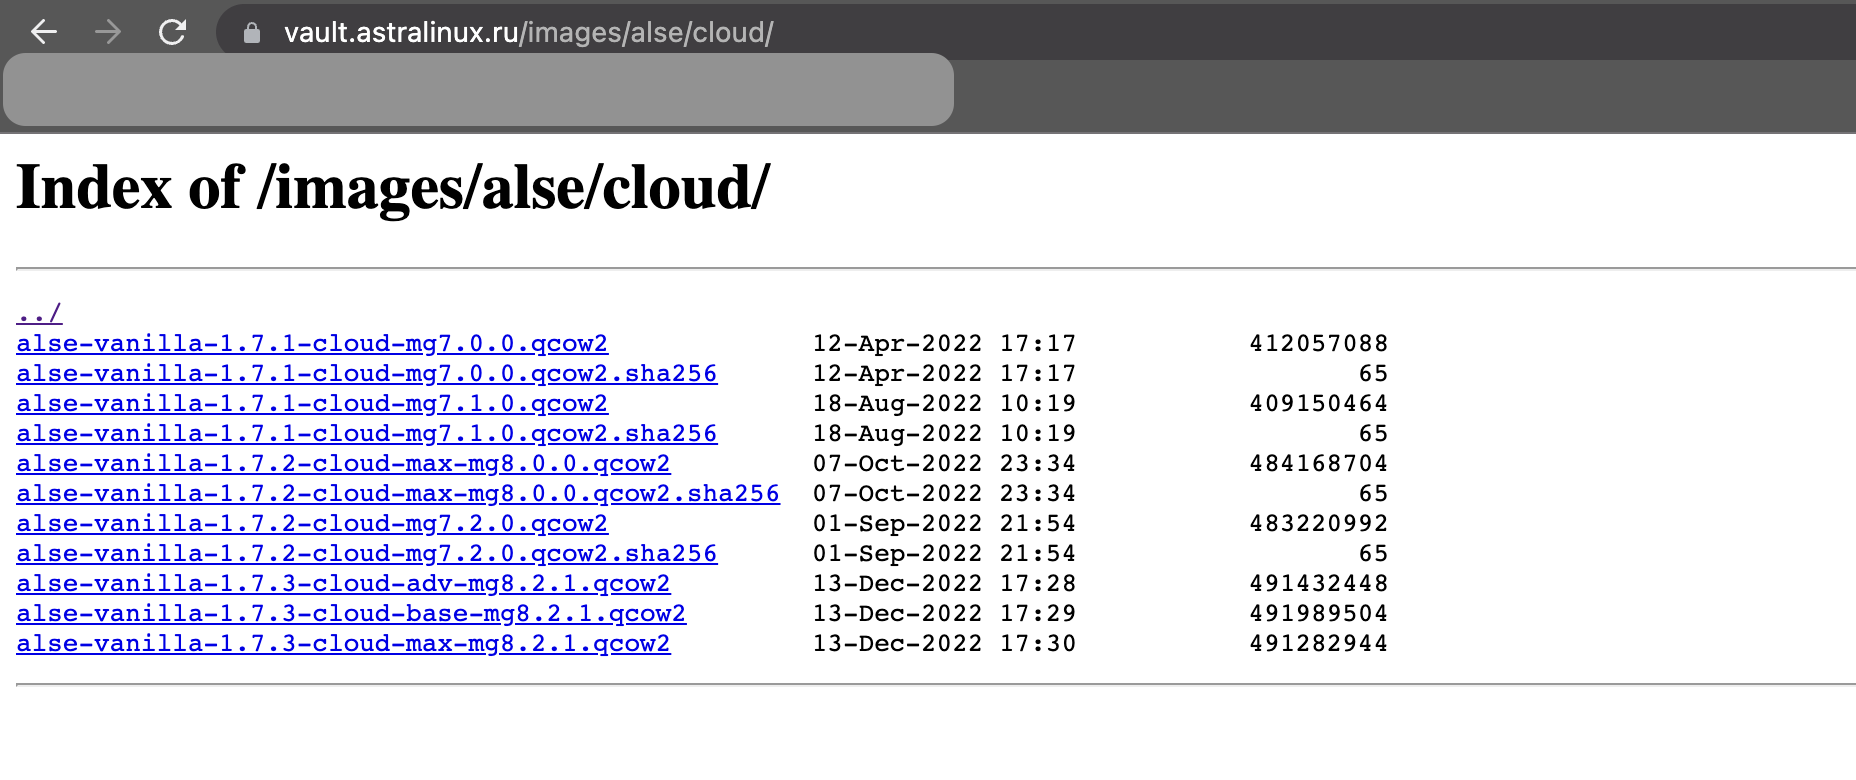 vault.astralinux.ru/images/alse/cloud/
Index of /images/alse/cloud/
../
alse-vanilla-1.7.1-cloud-mg7.0.0.qcow2 12-Apr-2022 17:17 412057088
alse-vanilla-1.7.1-cloud-mg7.0.0.qcow2.sha256 12-Apr-2022 17:17 65
alse-vanilla-1.7.1-cloud-mg7.1.0.qcow2 18-Aug-2022 10:19 409150464
alse-vanilla-1.7.1-cloud-mg7.1.0.qcow2.sha256 18-Aug-2022 10:19 65
alse-vanilla-1.7.2-cloud-max-mg8.0.0.qcow2 07-Oct-2022 23:34 484168704
alse-vanilla-1.7.2-cloud-max-mg8.0.0.qcow2.sha256 07-Oct-2022 23:34 65
alse-vanilla-1.7.2-cloud-mg7.2.0.qcow2 01-Sep-2022 21:54 483220992
alse-vanilla-1.7.2-cloud-mg7.2.0.qcow2.sha256 01-Sep-2022 21:54 65
alse-vanilla-1.7.3-cloud-adv-mg8.2.1.qcow2 13-Dec-2022 17:28 491432448
alse-vanilla-1.7.3-cloud-base-mg8.2.1.qcow2 13-Dec-2022 17:29 491989504
alse-vanilla-1.7.3-cloud-max-mg8.2.1.qcow2 13-Dec-2022 17:30 491282944